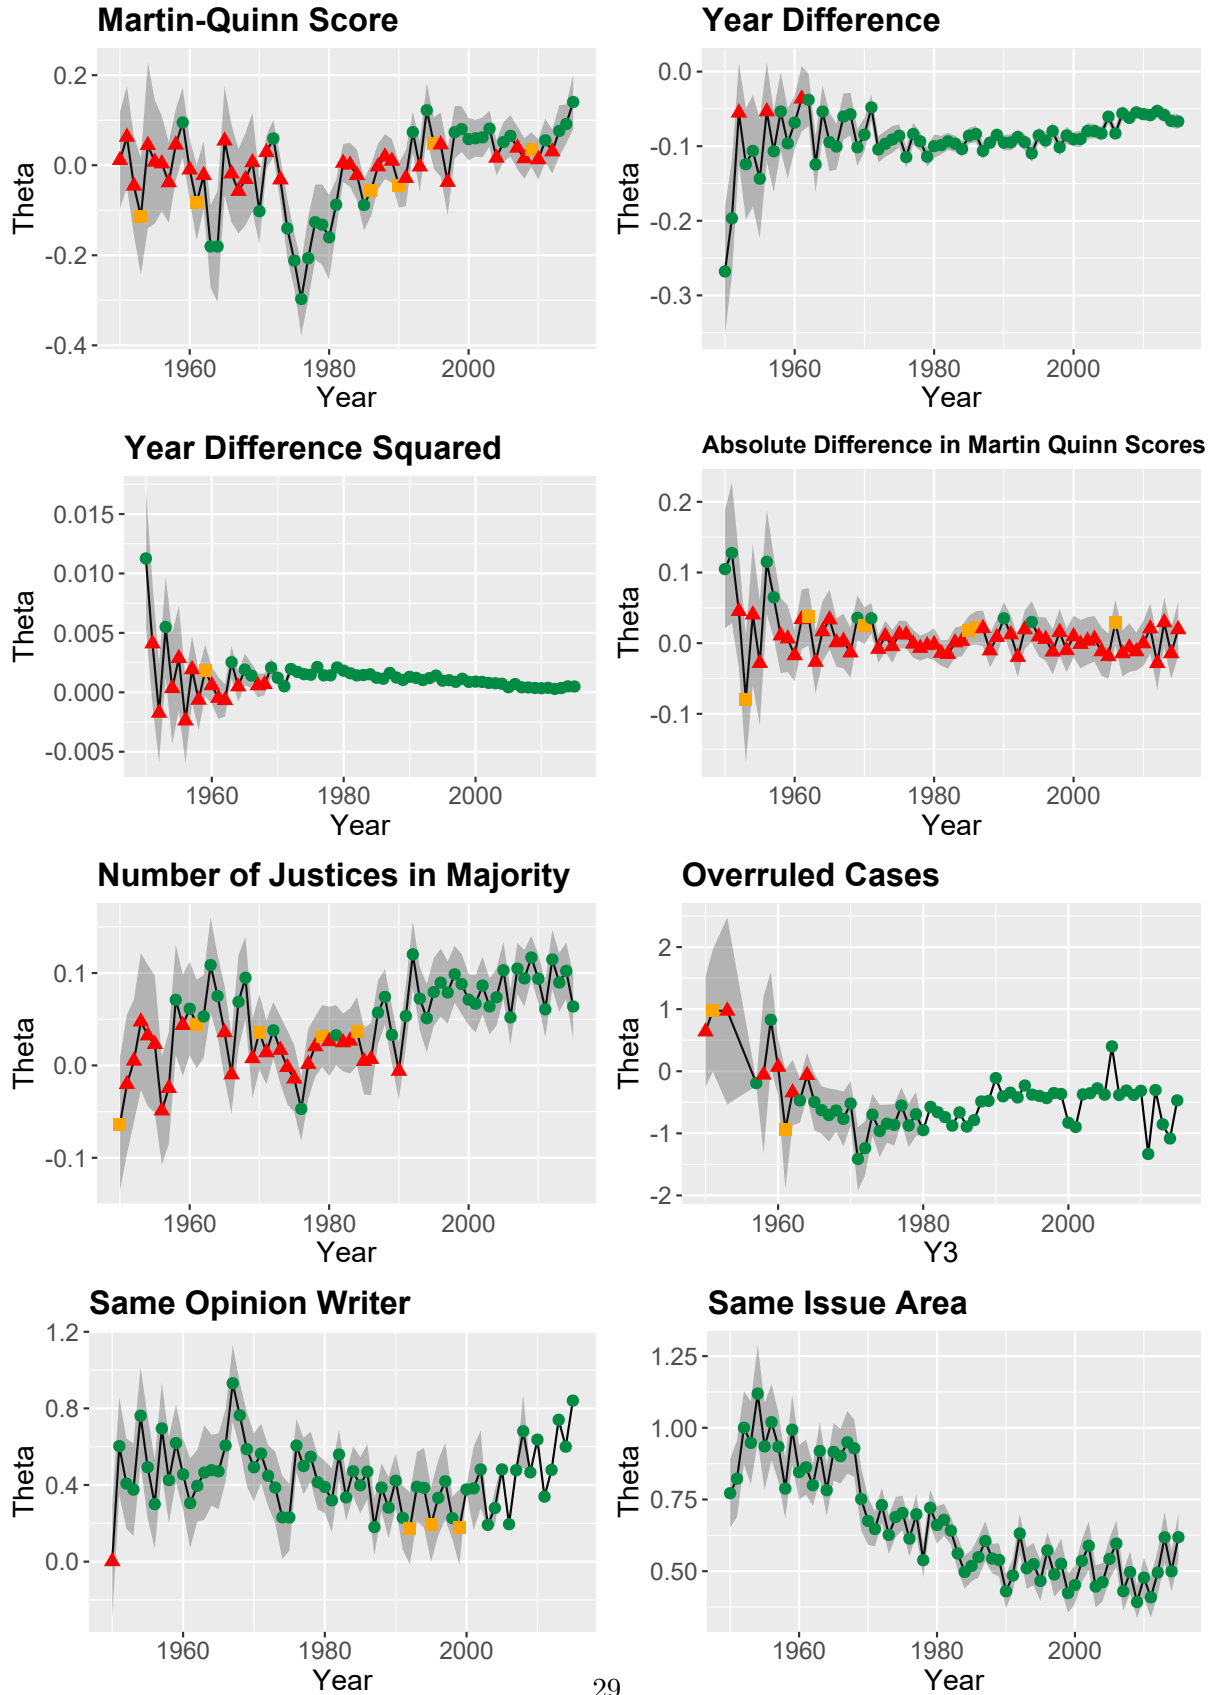 Martin-Quinn Score
Theta
0.2
0.0
-0.2
-0.4
1960 1980 2000
Year
Year Difference
Theta
0.0
-0.1
-0.2
-0.3
1960 1980 2000
Year
Year Difference Squared
Theta
0.015
0.010
0.005
0.000
-0.005
1960 1980 2000
Year
Absolute Difference in Martin Quinn Scores
Theta
0.2
0.1
0.0
-0.1
1960 1980 2000
Year
Number of Justices in Majority
Theta
0.1
0.0
-0.1
1960 1980 2000
Year
Overruled Cases
Theta
2
1
0
-1
-2
1960 1980 2000
Y3
Same Opinion Writer
Theta
1.2
0.8
0.4
0.0
1960 1980 2000
Year
Same Issue Area
Theta
1.25
1.00
0.75
0.50
1960 1980 2000
Year
29